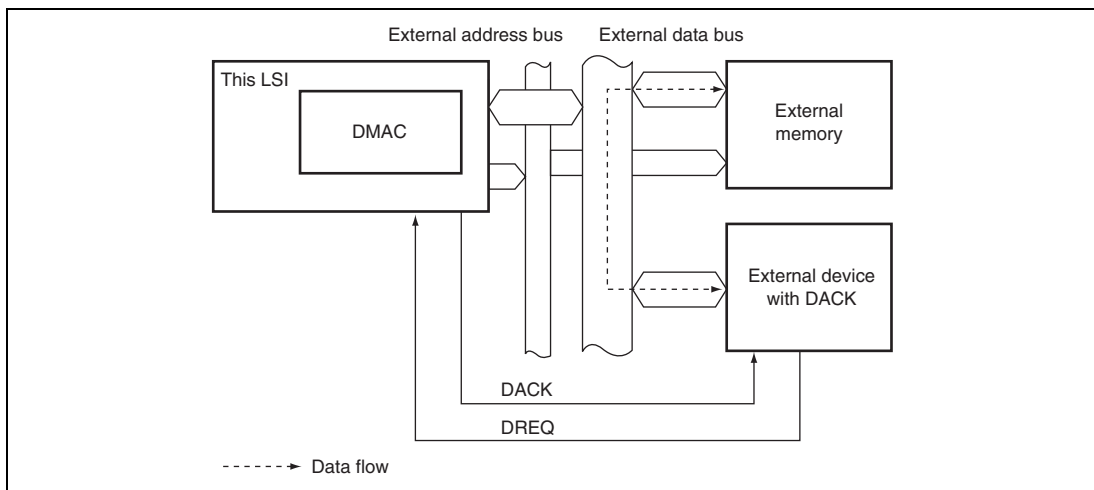 External address bus
External data bus
This LSI
DMAC
External
memory
External device
with DACK
DACK
DREQ
Data flow